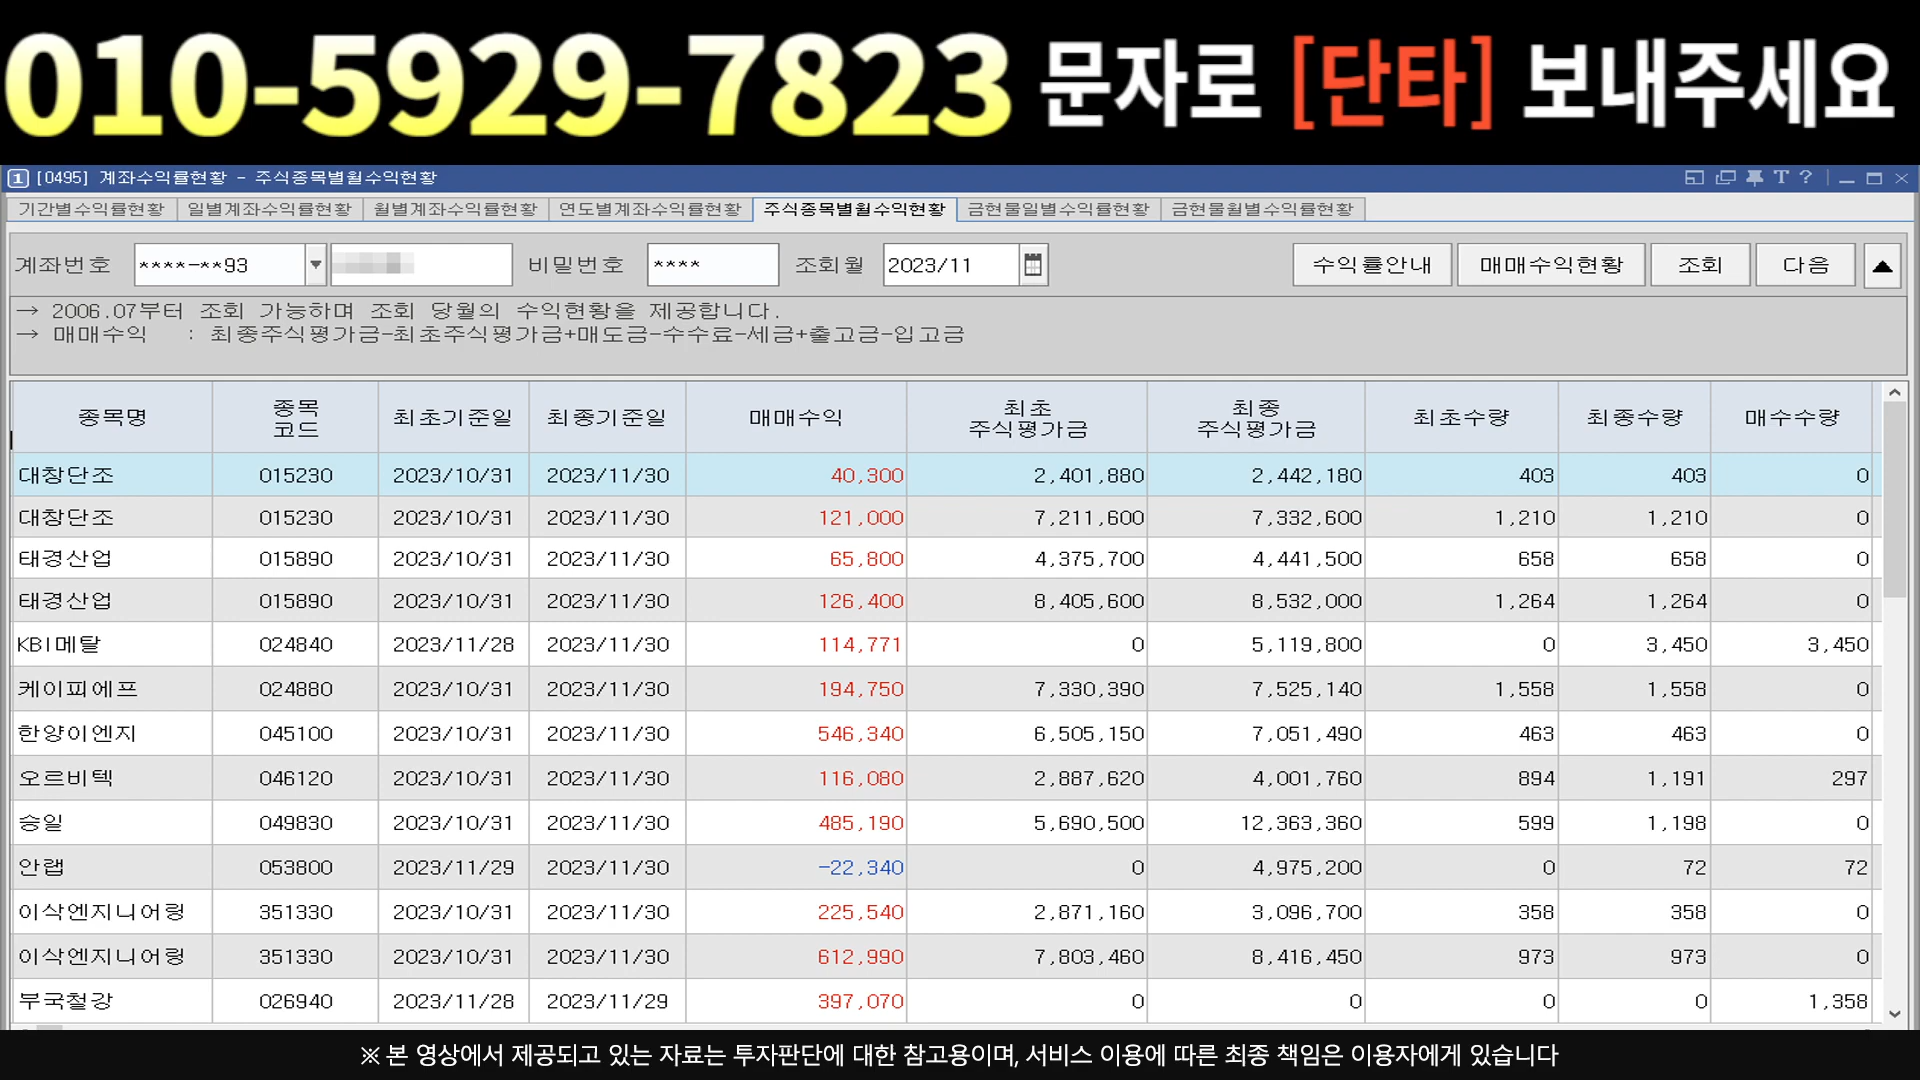 010-5929-7823 문자로 [단타] 보내주세요
1 [0495] 계좌수익률현황 - 주식종목별월수익현황
기간별수익률현황 일별계좌수익률현황 월별계좌수익률현황 연도별계좌수익률현황 주식종목별월수익현황 금현물일별수익률현황 금현물월별수익률현황
계좌번호 ****-**93 비밀번호 **** 조회월 2023/11 수익률안내 매매수익현황 조회 다음 ▲
→ 2006.07부터 조회 가능하며 조회 당월의 수익현황을 제공합니다.
→ 매매수익 : 최종주식평가금-최초주식평가금+매도금-수수료-세금+출고금-입고금
종목명 종목코드 최초기준일 최종기준일 매매수익 최초주식평가금 최종주식평가금 최초수량 최종수량 매수수량
대창단조 015230 2023/10/31 2023/11/30 40,300 2,401,880 2,442,180 403 403 0
대창단조 015230 2023/10/31 2023/11/30 121,000 7,211,600 7,332,600 1,210 1,210 0
태경산업 015890 2023/10/31 2023/11/30 65,800 4,375,700 4,441,500 658 658 0
태경산업 015890 2023/10/31 2023/11/30 126,400 8,405,600 8,532,000 1,264 1,264 0
KBI메탈 024840 2023/11/28 2023/11/30 114,771 0 5,119,800 0 3,450 3,450
케이피에프 024880 2023/10/31 2023/11/30 194,750 7,330,390 7,525,140 1,558 1,558 0
한양이엔지 045100 2023/10/31 2023/11/30 546,340 6,505,150 7,051,490 463 463 0
오르비텍 046120 2023/10/31 2023/11/30 116,080 2,887,620 4,001,760 894 1,191 297
승일 049830 2023/10/31 2023/11/30 485,190 5,690,500 12,363,360 599 1,198 0
안랩 053800 2023/11/29 2023/11/30 -22,340 0 4,975,200 0 72 72
이삭엔지니어링 351330 2023/10/31 2023/11/30 225,540 2,871,160 3,096,700 358 358 0
이삭엔지니어링 351330 2023/10/31 2023/11/30 612,990 7,803,460 8,416,450 973 973 0
부국철강 026940 2023/11/28 2023/11/29 397,070 0 0 0 0 1,358
※ 본 영상에서 제공되고 있는 자료는 투자판단에 대한 참고용이며, 서비스 이용에 따른 최종 책임은 이용자에게 있습니다